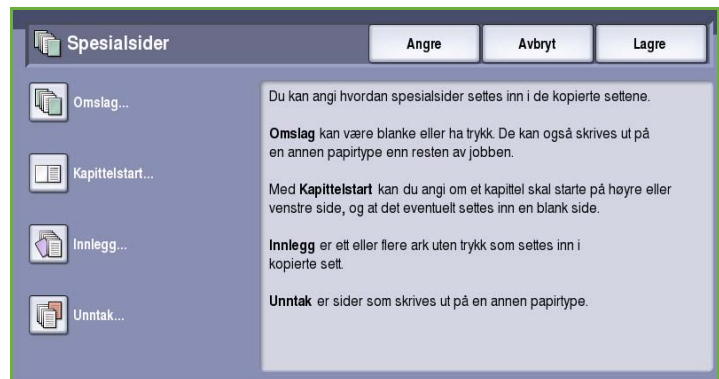 Spesialsider
Angre
Avbryt
Lagre
Omslag...
Kapittelstart...
Innlegg...
Unntak...
Du kan angi hvordan spesialsider settes inn i de kopierte settene.
Omslag kan være blanke eller ha trykk. De kan også skrives ut på
en annen papirtype enn resten av jobben.
Med Kapittelstart kan du angi om et kapittel skal starte på høyre eller
venstre side, og at det eventuelt settes inn en blank side.
Innlegg er ett eller flere ark uten trykk som settes inn i
kopierte sett.
Unntak er sider som skrives ut på en annen papirtype.